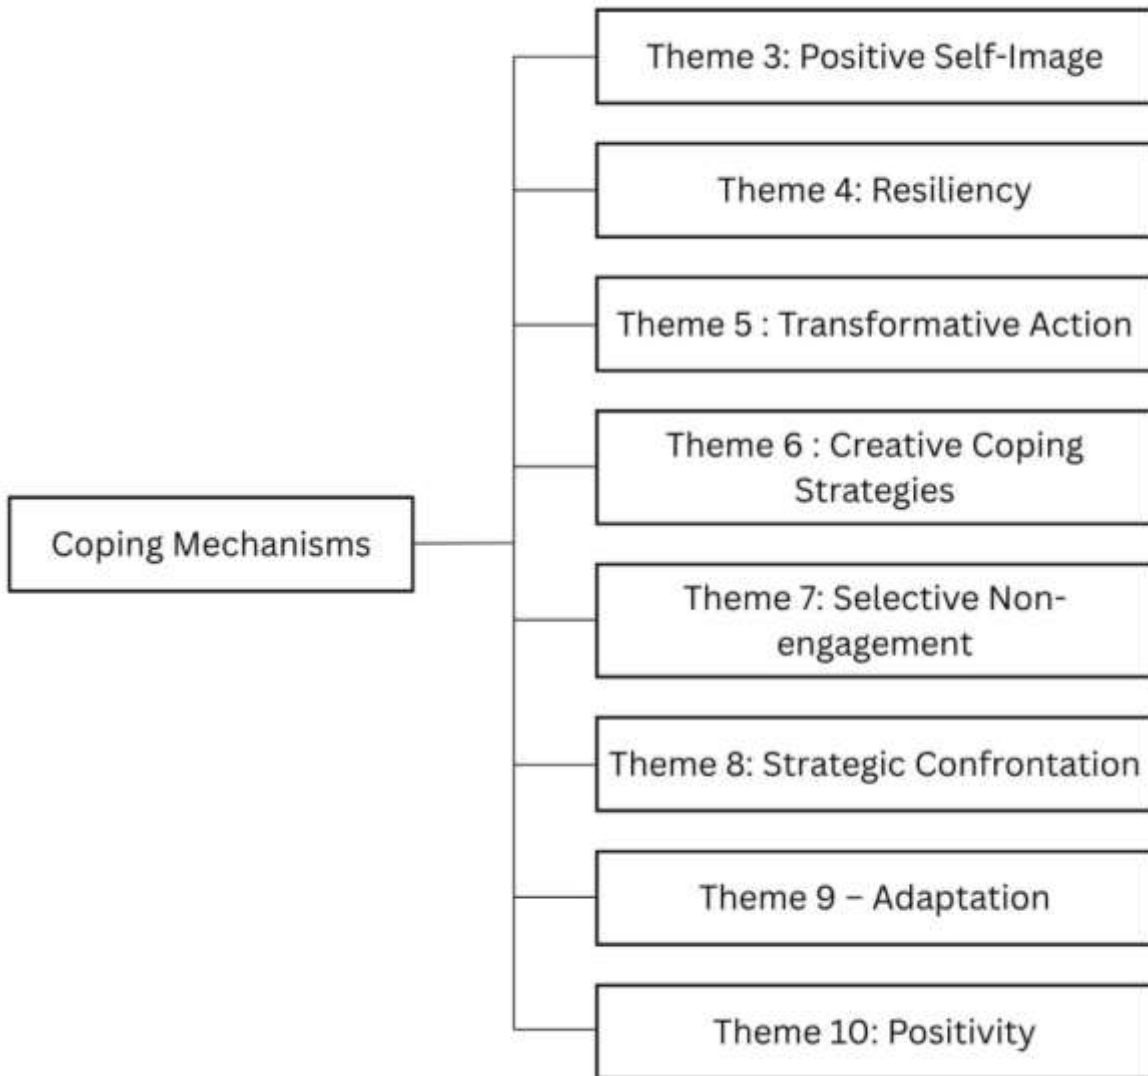 Theme 3: Positive Self-Image
Theme 4: Resiliency
Theme 5 : Transformative Action
Theme 6 : Creative Coping
Strategies
Coping Mechanisms
Theme 7: Selective Non-
engagement
Theme 8: Strategic Confrontation
Theme 9 – Adaptation
Theme 10: Positivity